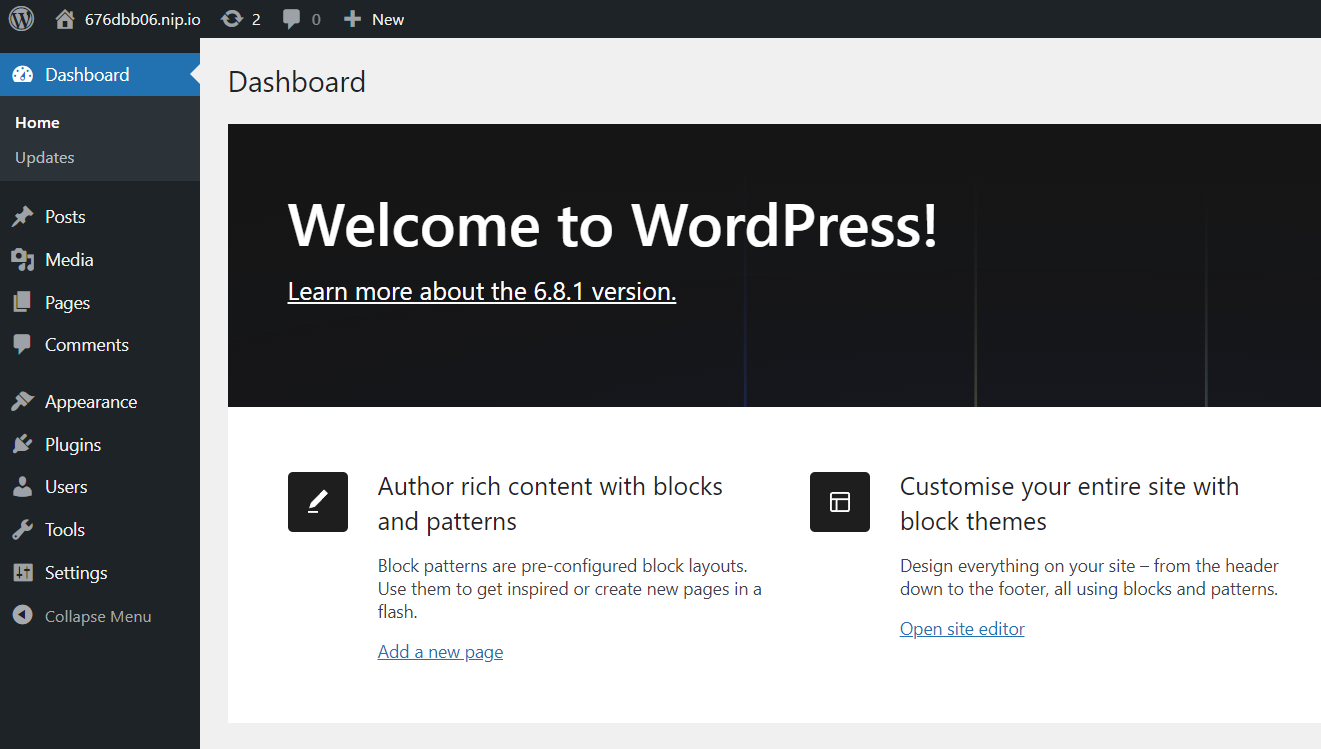 676dbb06.nip.io 2 0 New
Dashboard
Home
Updates
Posts
Media
Pages
Comments
Appearance
Plugins
Users
Tools
Settings
Collapse Menu
Dashboard
Welcome to WordPress!
Learn more about the 6.8.1 version.
Author rich content with blocks
and patterns
Block patterns are pre-configured block layouts.
Use them to get inspired or create new pages in a
flash.
Add a new page
Customise your entire site with
block themes
Design everything on your site – from the header
down to the footer, all using blocks and patterns.
Open site editor